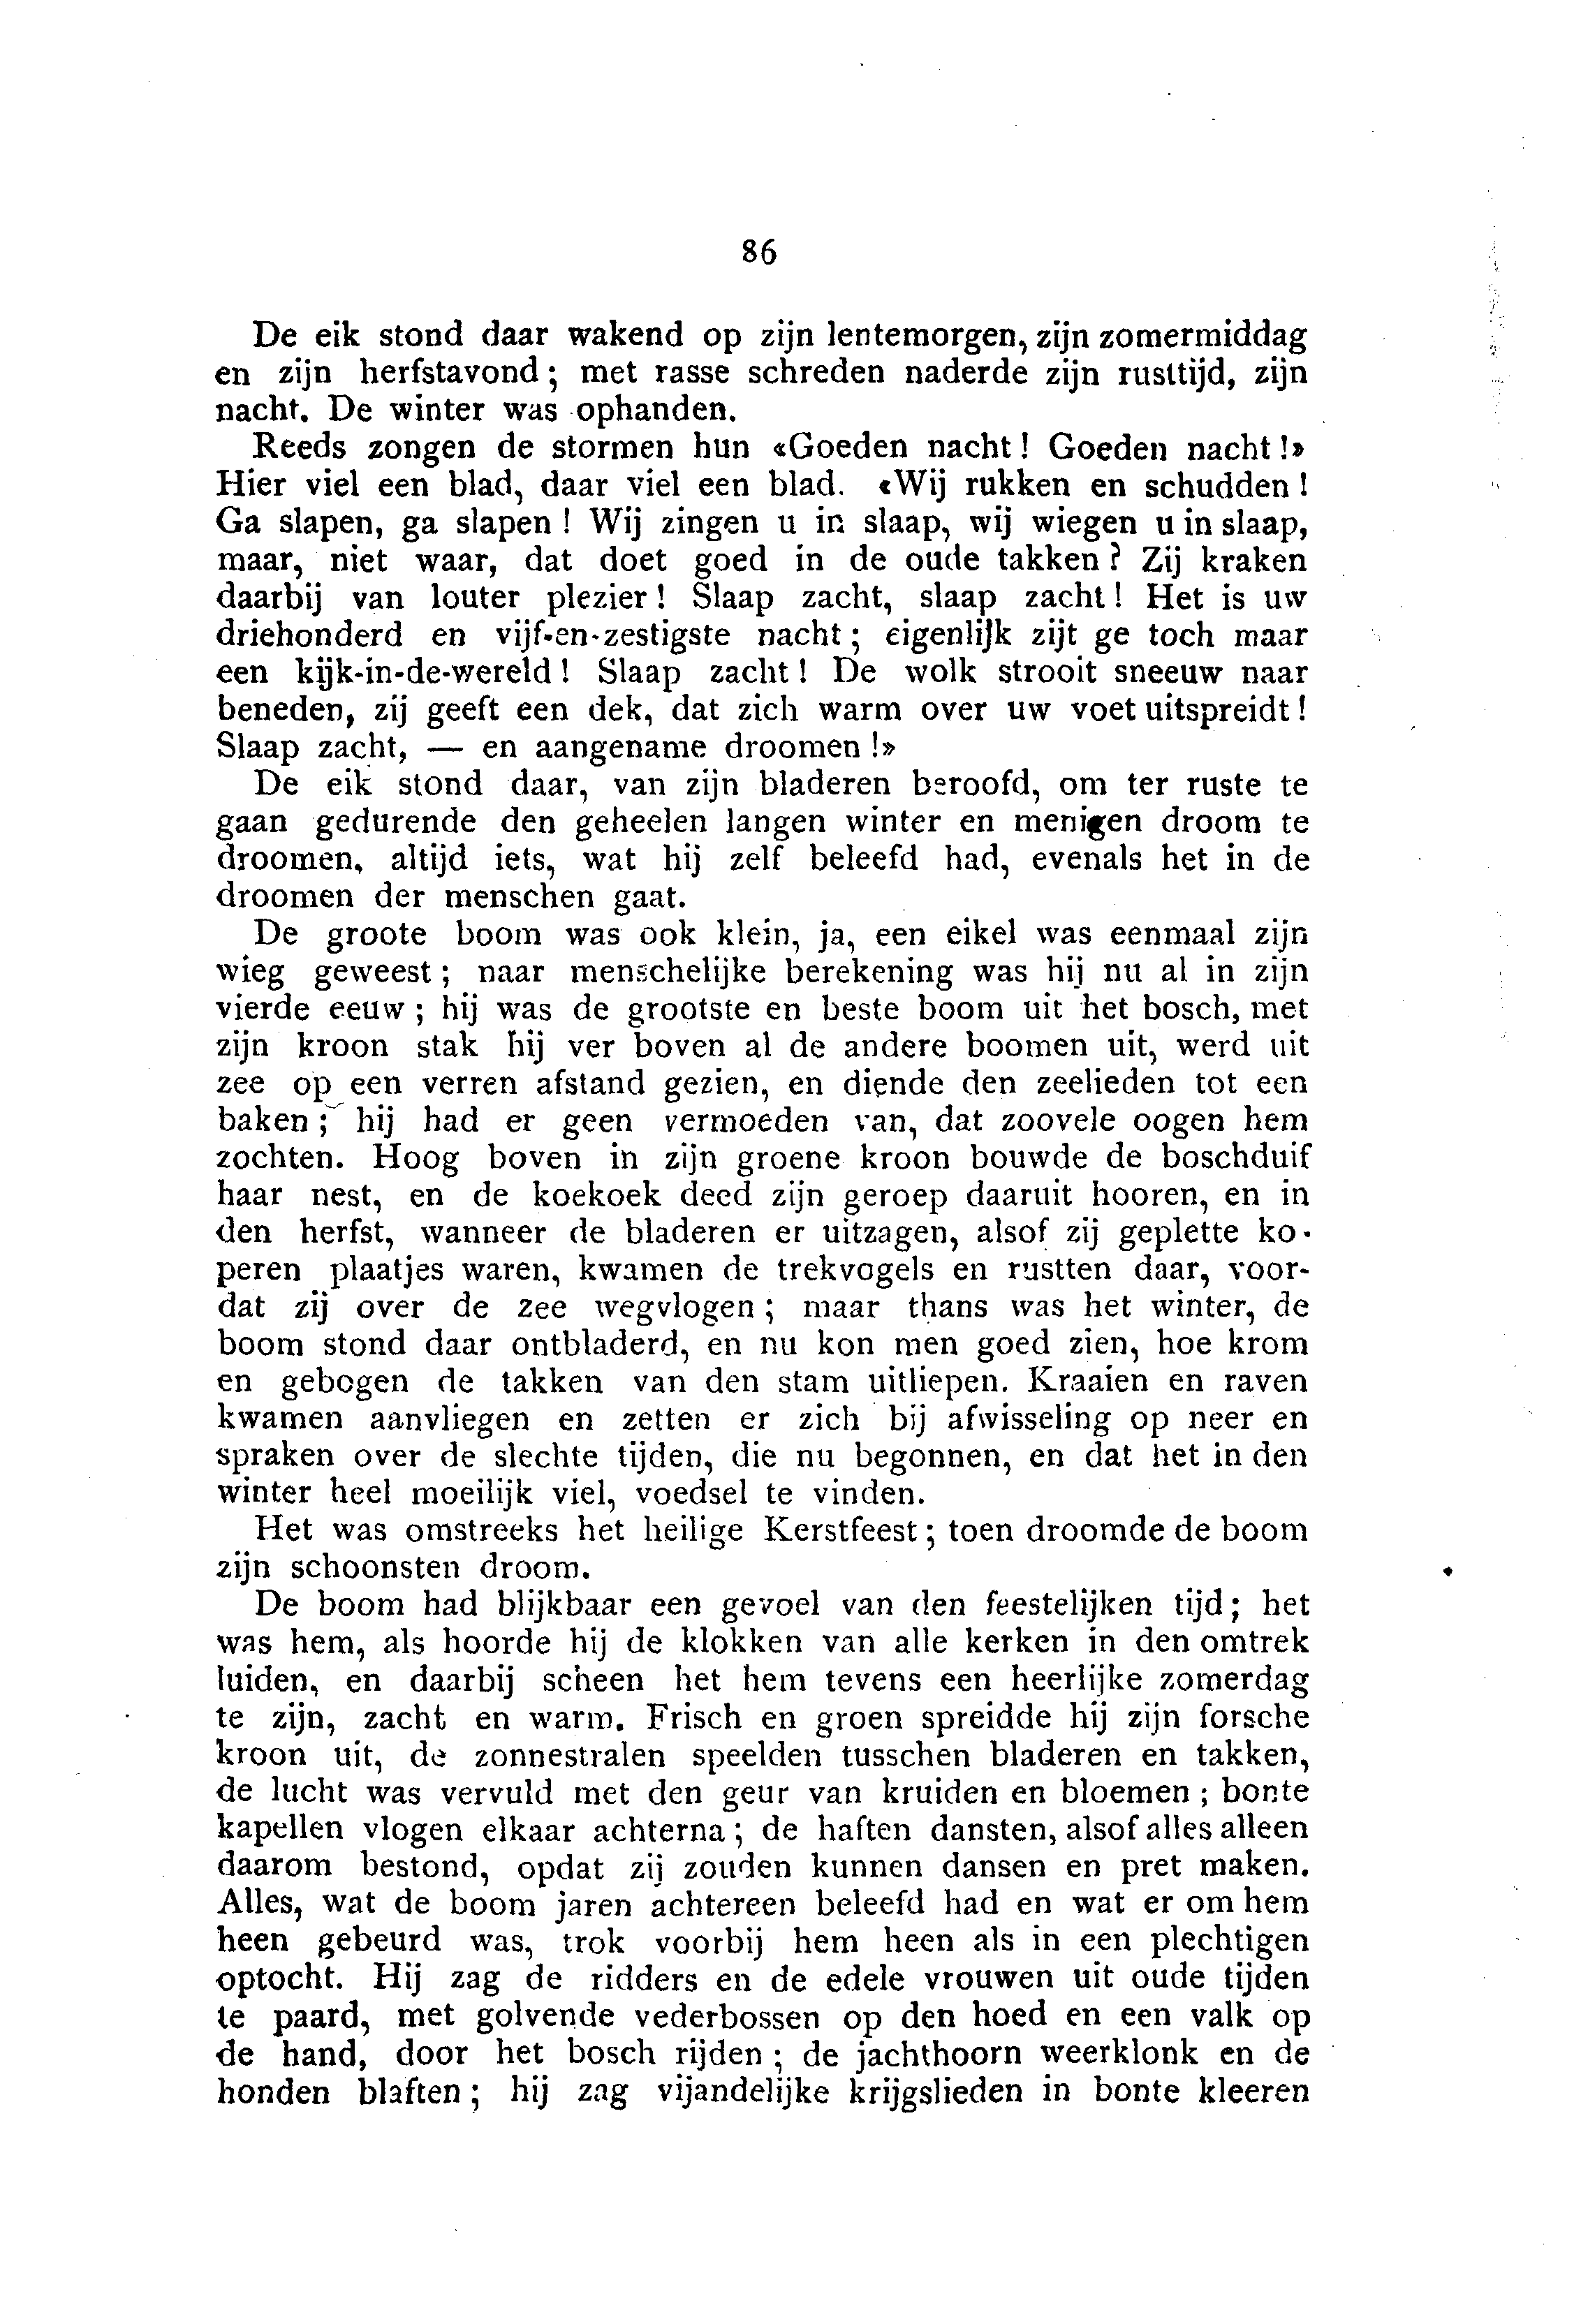 86
De eik stond daar wakend op zijn lentemorgen, zijn zomermiddag
en zijn herfstavond; met rasse schreden naderde zijn rusttijd, zijn
nacht. De winter was ophanden.
Reeds zongen de stormen hun «Goeden nacht! Goeden nacht!»
Hier viel een blad, daar viel een blad. «Wij rukken en schudden!
Ga slapen, ga slapen! Wij zingen u in slaap, wij wiegen u in slaap,
maar, niet waar, dat doet goed in de oude takken? Zij kraken
daarbij van louter plezier! Slaap zacht, slaap zacht! Het is uw
driehonderd en vijf-en-zestigste nacht; eigenlijk zijt ge toch maar
een kijk-in-de-wereld! Slaap zacht! De wolk strooit sneeuw naar
beneden, zij geeft een dek, dat zich warm over uw voet uitspreidt!
Slaap zacht, — en aangename droomen!»
De eik stond daar, van zijn bladeren beroofd, om ter ruste te
gaan gedurende den geheelen langen winter en menigen droom te
droomen, altijd iets, wat hij zelf beleefd had, evenals het in de
droomen der menschen gaat.
De groote boom was ook klein, ja, een eikel was eenmaal zijn
wieg geweest; naar menschelijke berekening was hij nu al in zijn
vierde eeuw; hij was de grootste en beste boom uit het bosch, met
zijn kroon stak hij ver boven al de andere boomen uit, werd uit
zee op een verren afstand gezien, en diende den zeelieden tot een
baken; hij had er geen vermoeden van, dat zoovele oogen hem
zochten. Hoog boven in zijn groene kroon bouwde de boschduif
haar nest, en de koekoek deed zijn geroep daaruit hooren, en in
den herfst, wanneer de bladeren er uitzagen, alsof zij geplette ko-
peren plaatjes waren, kwamen de trekvogels en rustten daar, voor-
dat zij over de zee wegvlogen; maar thans was het winter, de
boom stond daar ontbladerd, en nu kon men goed zien, hoe krom
en gebogen de takken van den stam uitliepen. Kraaien en raven
kwamen aanvliegen en zetten er zich bij afwisseling op neer en
spraken over de slechte tijden, die nu begonnen, en dat het in den
winter heel moeilijk viel, voedsel te vinden.
Het was omstreeks het heilige Kerstfeest; toen droomde de boom
zijn schoonsten droom.
De boom had blijkbaar een gevoel van den feestelijken tijd; het
was hem, als hoorde hij de klokken van alle kerken in den omtrek
luiden, en daarbij scheen het hem tevens een heerlijke zomerdag
te zijn, zacht en warm. Frisch en groen spreidde hij zijn forsche
kroon uit, de zonnestralen speelden tusschen bladeren en takken,
de lucht was vervuld met den geur van kruiden en bloemen; bonte
kapellen vlogen elkaar achterna; de haften dansten, alsof alles alleen
daarom bestond, opdat zij zouden kunnen dansen en pret maken.
Alles, wat de boom jaren achtereen beleefd had en wat er om hem
heen gebeurd was, trok voorbij hem heen als in een plechtigen
optocht. Hij zag de ridders en de edele vrouwen uit oude tijden
te paard, met golvende vederbossen op den hoed en een valk op
de hand, door het bosch rijden; de jachthoorn weerklonk en de
honden blaften; hij zag vijandelijke krijgslieden in bonte kleeren